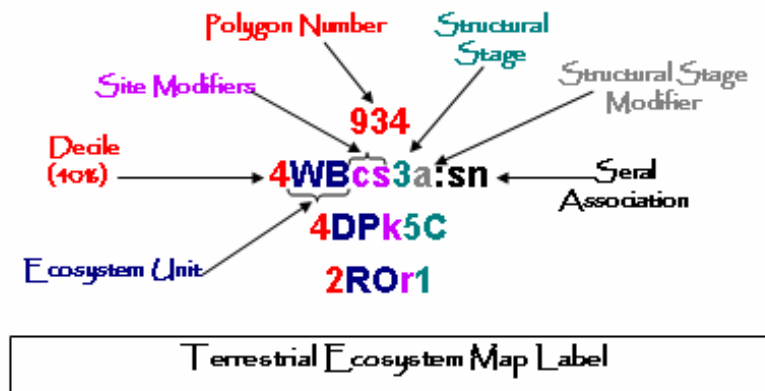 Polygon Number
Structural
Stage
Site Modifiers
Structural Stage
Modifier
934
Decile
(40%)
4WBcs3a:sn
Seral
Association
4DPk5C
Ecosystem Unit
2ROr1
Terrestrial Ecosystem Map Label